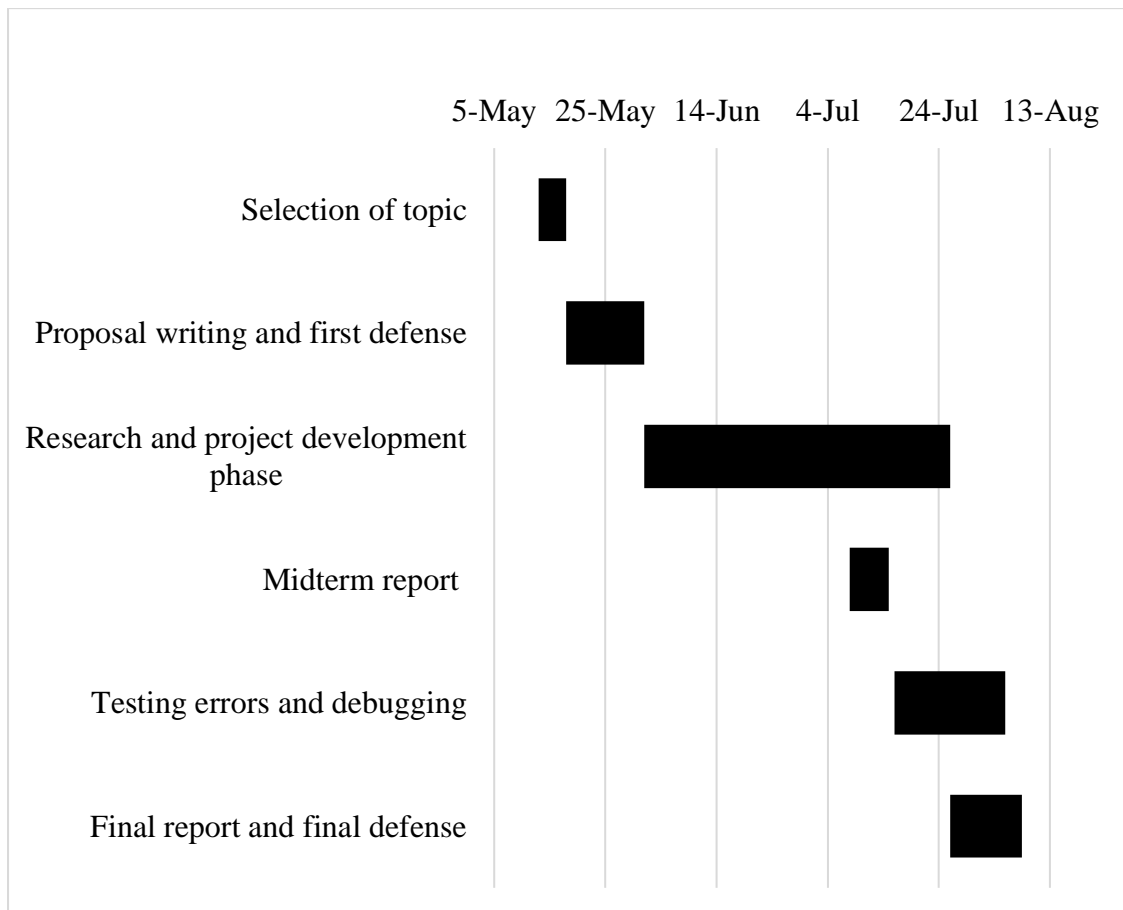 5-May 25-May 14-Jun 4-Jul 24-Jul 13-Aug
Selection of topic
Proposal writing and first defense
Research and project development
phase
Midterm report
Testing errors and debugging
Final report and final defense